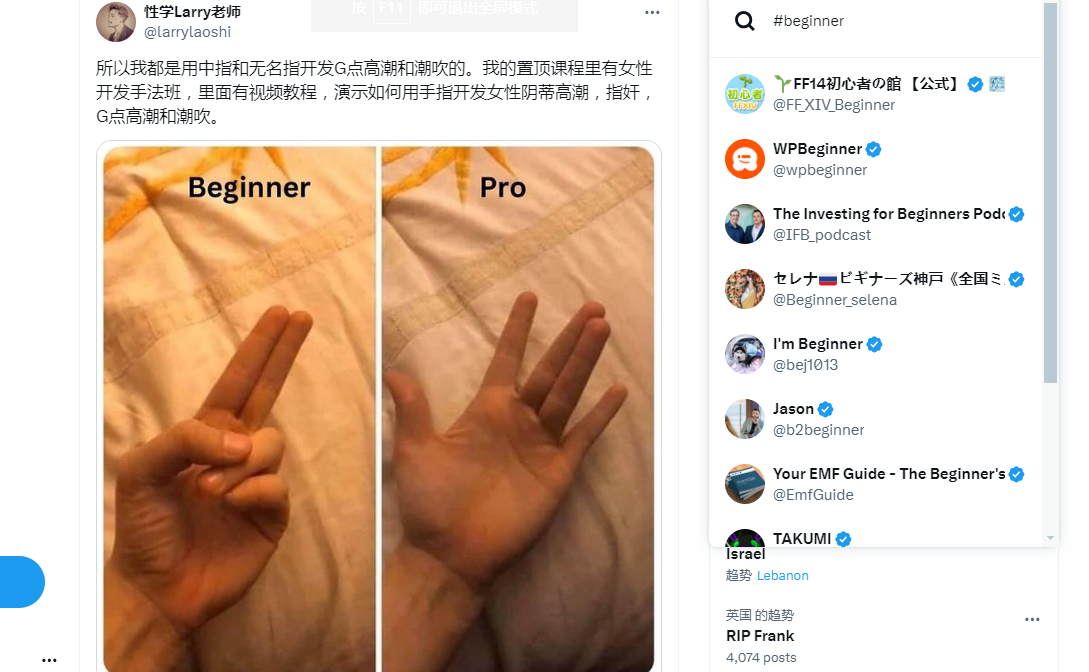 性学Larry老师
@larrylaoshi
按 F11 即可退出全屏模式
所以我都是用中指和无名指开发G点高潮和潮吹的。我的置顶课程里有女性
开发手法班，里面有视频教程，演示如何用手指开发女性阴蒂高潮，指奸，
G点高潮和潮吹。
Beginner
Pro
#beginner
FF14初心者の館 【公式】
@FF_XIV_Beginner
初心者
FFXIV
WPBeginner
@wpbeginner
The Investing for Beginners Podc
@IFB_podcast
セレナ🇷🇺ビギナーズ神戸《全国ミ
@Beginner_selena
I'm Beginner
@bej1013
Jason
@b2beginner
Your EMF Guide - The Beginner's
@EmfGuide
TAKUMI
Israel
趋势 Lebanon
英国 的趋势
RIP Frank
4,074 posts